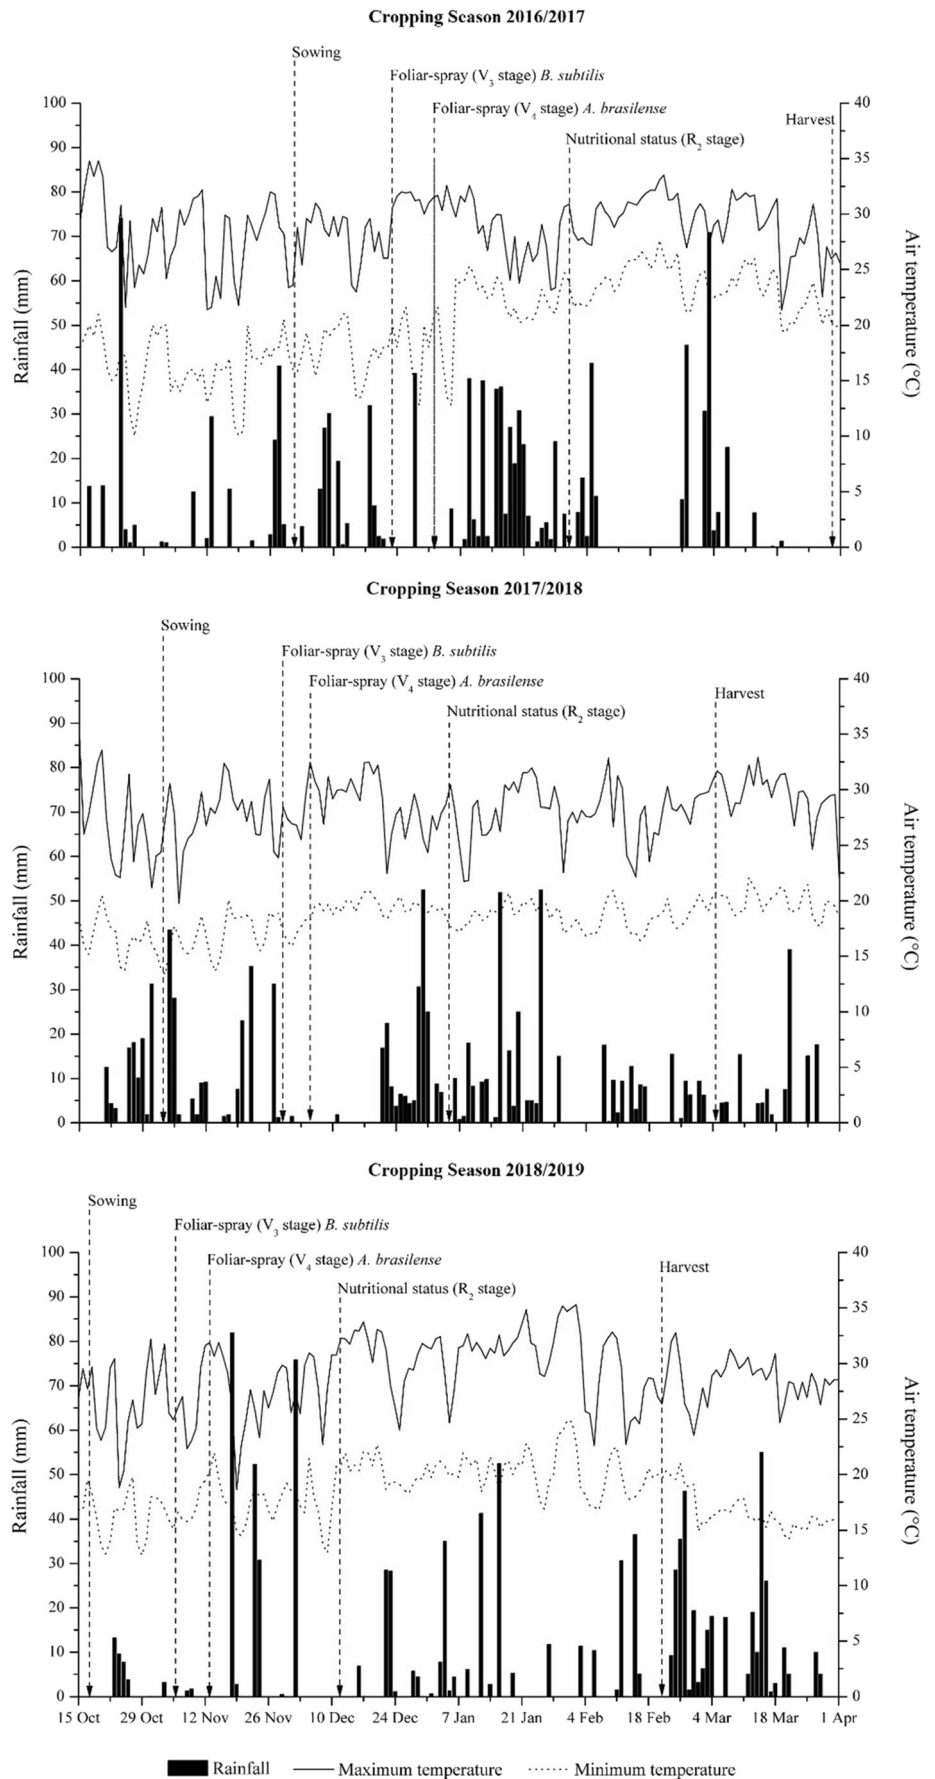 Cropping Season 2016/2017
Sowing
Foliar-spray (V3 stage) B. subtilis
Foliar-spray (V4 stage) A. brasilense
Nutritional status (R2 stage)
Harvest
100
90
80
70
60
50
40
30
20
10
0
Rainfall (mm)
40
35
30
25
20
15
10
5
0
Air temperature (°C)
Cropping Season 2017/2018
Sowing
Foliar-spray (V3 stage) B. subtilis
Foliar-spray (V4 stage) A. brasilense
Nutritional status (R2 stage)
Harvest
100
90
80
70
60
50
40
30
20
10
0
Rainfall (mm)
40
35
30
25
20
15
10
5
0
Air temperature (°C)
Cropping Season 2018/2019
Sowing
Foliar-spray (V3 stage) B. subtilis
Foliar-spray (V4 stage) A. brasilense
Nutritional status (R2 stage)
Harvest
100
90
80
70
60
50
40
30
20
10
0
Rainfall (mm)
40
35
30
25
20
15
10
5
0
Air temperature (°C)
15 Oct 29 Oct 12 Nov 26 Nov 10 Dec 24 Dec 7 Jan 21 Jan 4 Feb 18 Feb 4 Mar 18 Mar 1 Apr
Rainfall Maximum temperature Minimum temperature